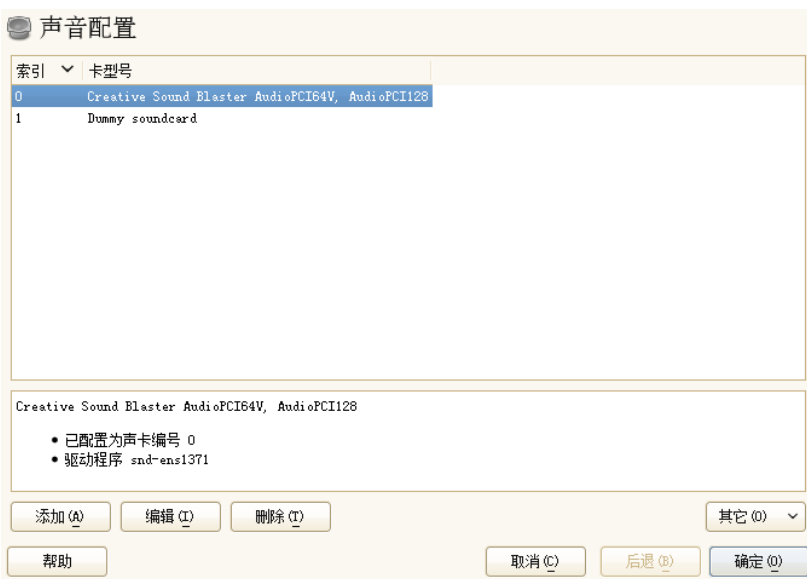 声音配置
索引 卡型号
0 Creative Sound Blaster AudioPCI64V, AudioPCI128
1 Dummy soundcard
Creative Sound Blaster AudioPCI64V, AudioPCI128
• 已配置为声卡编号 0
• 驱动程序 snd-ens1371
添加(A) 编辑(I) 删除(T) 其它(O)
帮助 取消(C) 后退(B) 确定(O)